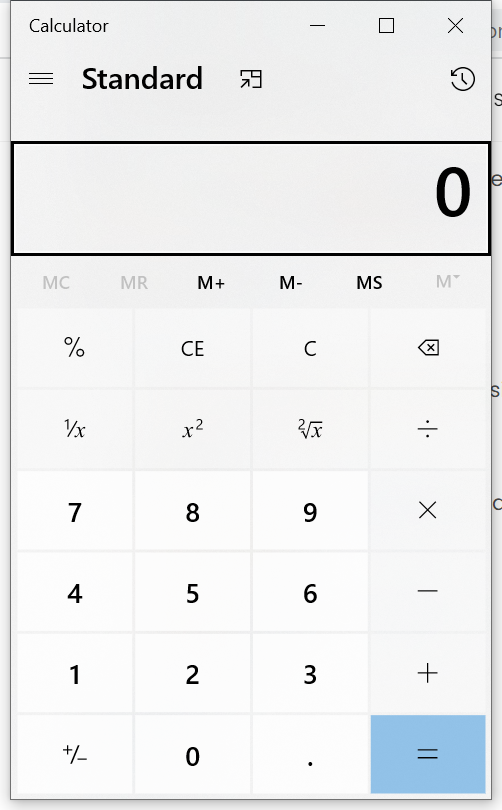 Calculator
Standard
0
MC MR M+ M- MS M˅
% CE C
¹/x x² ²√x ÷
7 8 9 ×
4 5 6 −
1 2 3 +
+/− 0 . =